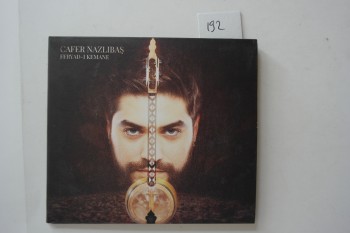 192
CAFER NAZLIBAŞ
FERYAD-I KEMANE